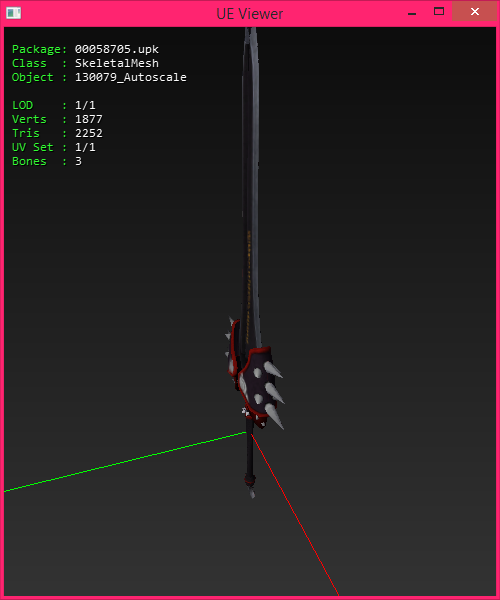 UE Viewer
Package: 00058705.upk
Class  : SkeletalMesh
Object : 130079_Autoscale
LOD    : 1/1
Verts  : 1877
Tris   : 2252
UV Set : 1/1
Bones  : 3